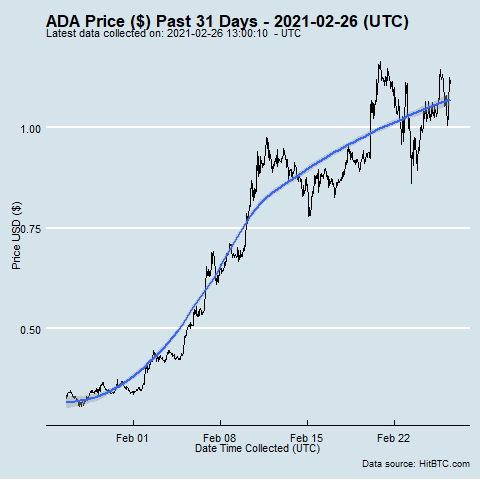 ADA Price ($) Past 31 Days - 2021-02-26 (UTC)
Latest data collected on: 2021-02-26 13:00:10 - UTC
1.00
0.75
0.50
Price USD ($)
Feb 01 Feb 08 Feb 15 Feb 22
Date Time Collected (UTC)
Data source: HitBTC.com